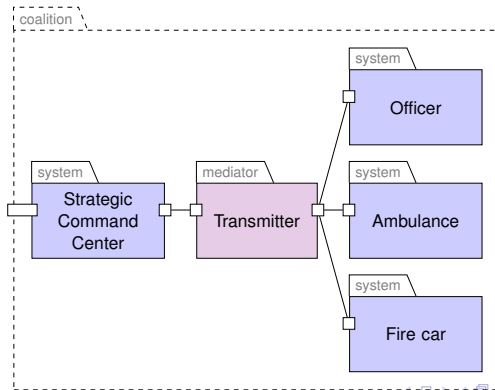 coalition
system
Officer
system
Strategic
Command
Center
mediator
Transmitter
system
Ambulance
system
Fire car